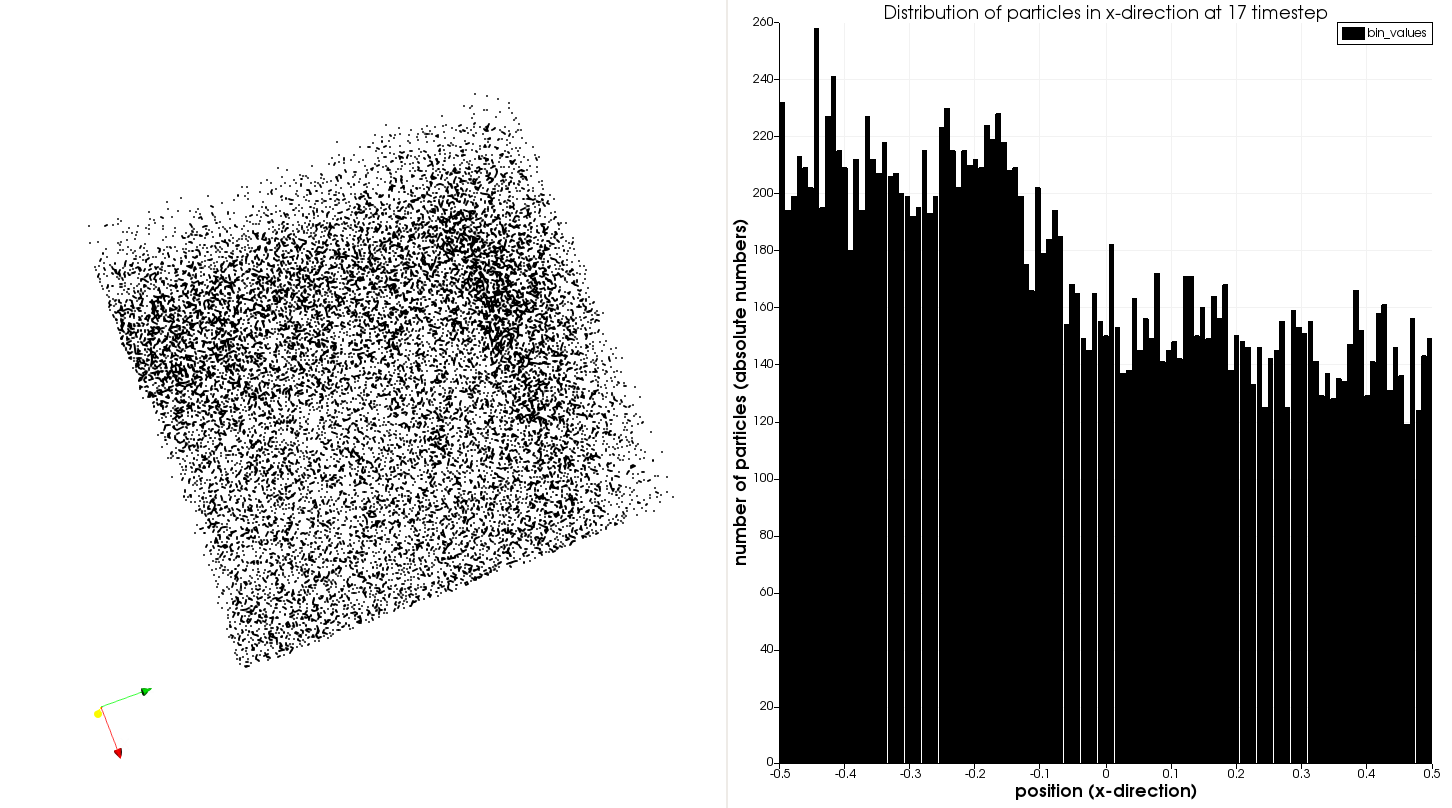 Distribution of particles in x-direction at 17 timestep
bin_values
number of particles (absolute numbers)
260
240
220
200
180
160
140
120
100
80
60
40
20
0
-0.5 -0.4 -0.3 -0.2 -0.1 0 0.1 0.2 0.3 0.4 0.5
position (x-direction)